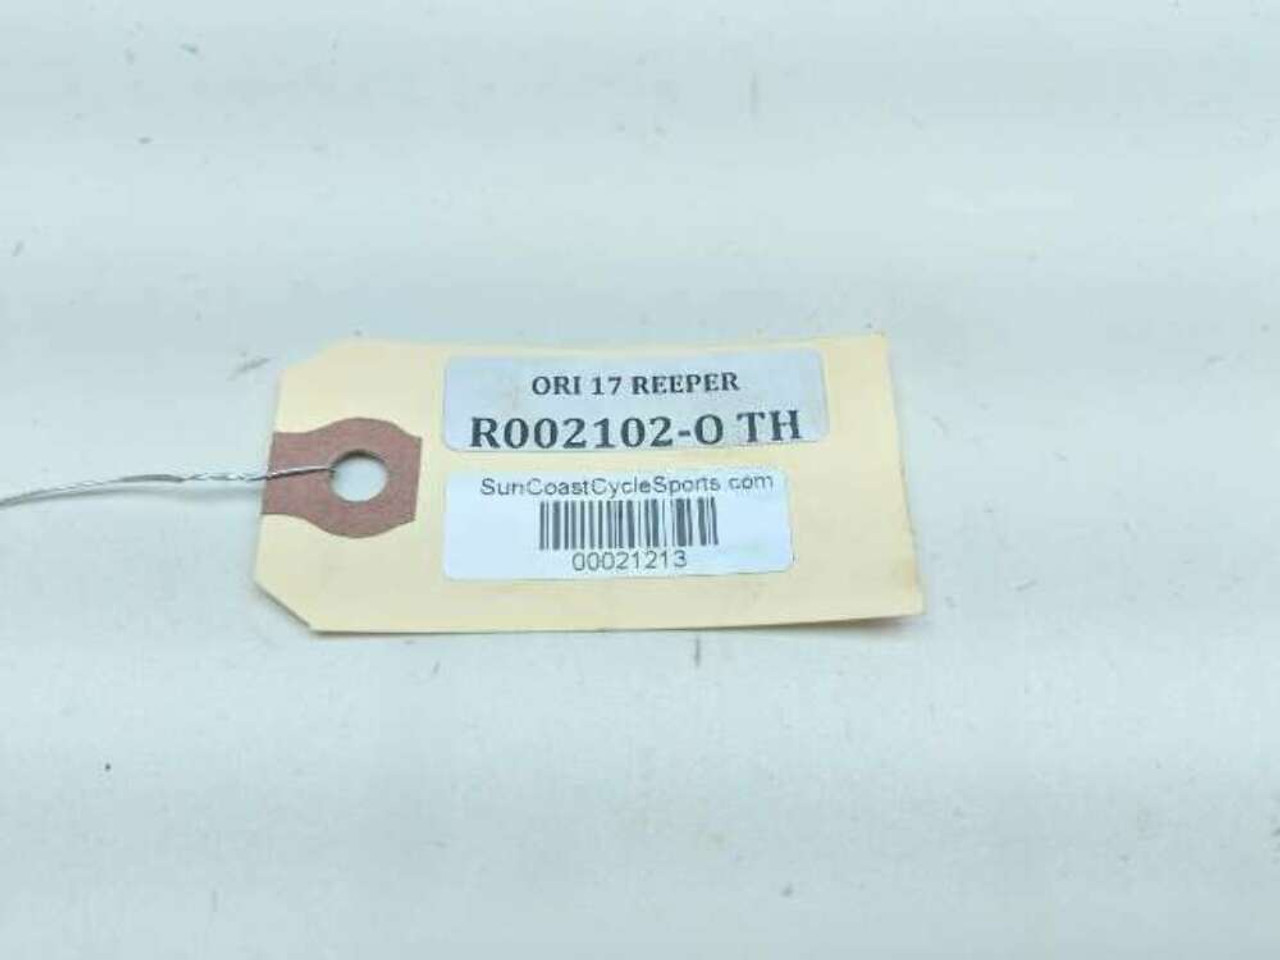 ORI 17 REEPER
R002102-O TH
SunCoastCycleSports.com
00021213